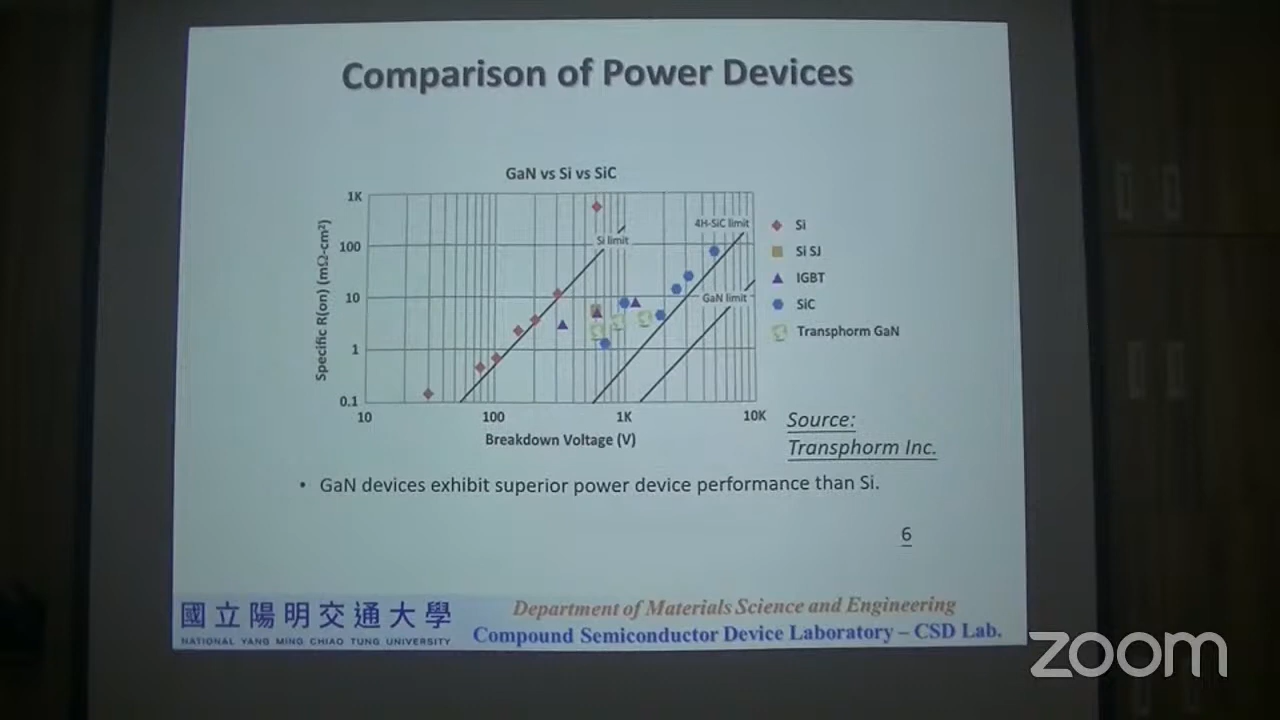 Comparison of Power Devices
GaN vs Si vs SiC
Specific R(on) (mΩ-cm²)
1K
100
10
1
0.1
10
100
1K
10K
Breakdown Voltage (V)
Si limit
4H-SiC limit
GaN limit
Si
Si SJ
IGBT
SiC
Transphorm GaN
Source:
Transphorm Inc.
• GaN devices exhibit superior power device performance than Si.
6
國立陽明交通大學
NATIONAL YANG MING CHIAO TUNG UNIVERSITY
Department of Materials Science and Engineering
Compound Semiconductor Device Laboratory – CSD Lab.
zoom